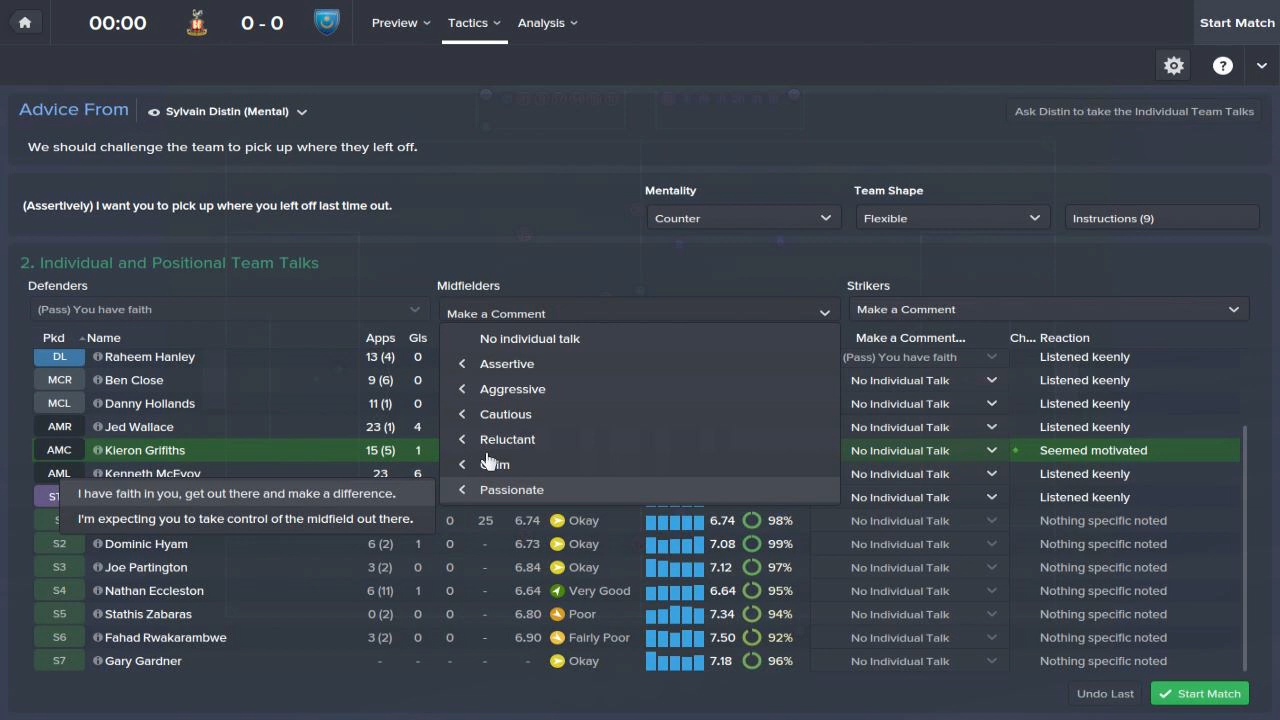 00:00 0 - 0 Preview Tactics Analysis Start Match
?
Advice From Sylvain Distin (Mental) Ask Distin to take the Individual Team Talks
We should challenge the team to pick up where they left off.
Mentality Team Shape
(Assertively) I want you to pick up where you left off last time out.
Counter Flexible Instructions (9)
2. Individual and Positional Team Talks
Defenders Midfielders Strikers
(Pass) You have faith Make a Comment Make a Comment
Pkd Name Apps Gls Make a Comment... Ch... Reaction
No individual talk
Assertive
Aggressive
Cautious
Reluctant
Passionate
DL Raheem Hanley 13 (4) 0 (Pass) You have faith Listened keenly
MCR Ben Close 9 (6) 0 No Individual Talk Listened keenly
MCL Danny Hollands 11 (1) 0 No Individual Talk Listened keenly
AMR Jed Wallace 23 (1) 4 No Individual Talk Listened keenly
AMC Kieron Grifiths 15 (5) 1 No Individual Talk Seemed motivated
AML Kenneth McEvoy 23 6 No Individual Talk Listened keenly
I have faith in you, get out there and make a difference. No Individual Talk Listened keenly
I'm expecting you to take control of the midfield out there. 0 25 6.74 Okay 6.74 98% No Individual Talk Nothing specific noted
S2 Dominic Hyam 6 (2) 1 0 - 6.73 Okay 7.08 99% No Individual Talk Nothing specific noted
S3 Joe Partington 3 (2) 0 0 - 6.84 Okay 7.12 97% No Individual Talk Nothing specific noted
S4 Nathan Eccleston 6 (11) 1 0 - 6.64 Very Good 6.64 95% No Individual Talk Nothing specific noted
S5 Stathis Zabaras 0 (2) 0 0 - 6.80 Poor 7.34 94% No Individual Talk Nothing specific noted
S6 Fahad Rwakarambwe 3 (2) 0 0 - 6.90 Fairly Poor 7.50 92% No Individual Talk Nothing specific noted
S7 Gary Gardner - - - - - Okay 7.18 96% No Individual Talk Nothing specific noted
Undo Last Start Match